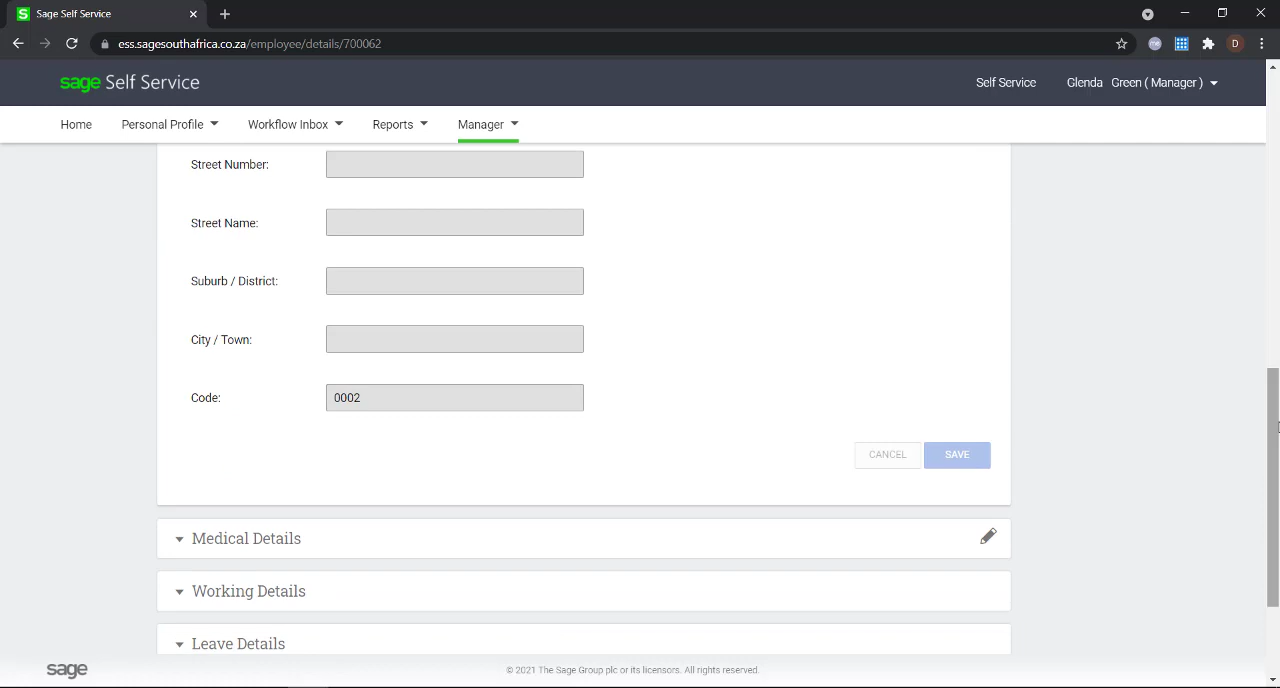 S Sage Self Service
ess.sagesouthafrica.co.za/employee/details/700062
D
sage Self Service
Self Service
Glenda Green ( Manager )
Home
Personal Profile
Workflow Inbox
Reports
Manager
Street Number:
Street Name:
Suburb / District:
City / Town:
Code:
0002
CANCEL
SAVE
Medical Details
Working Details
Leave Details
sage
© 2021 The Sage Group plc or its licensors. All rights reserved.